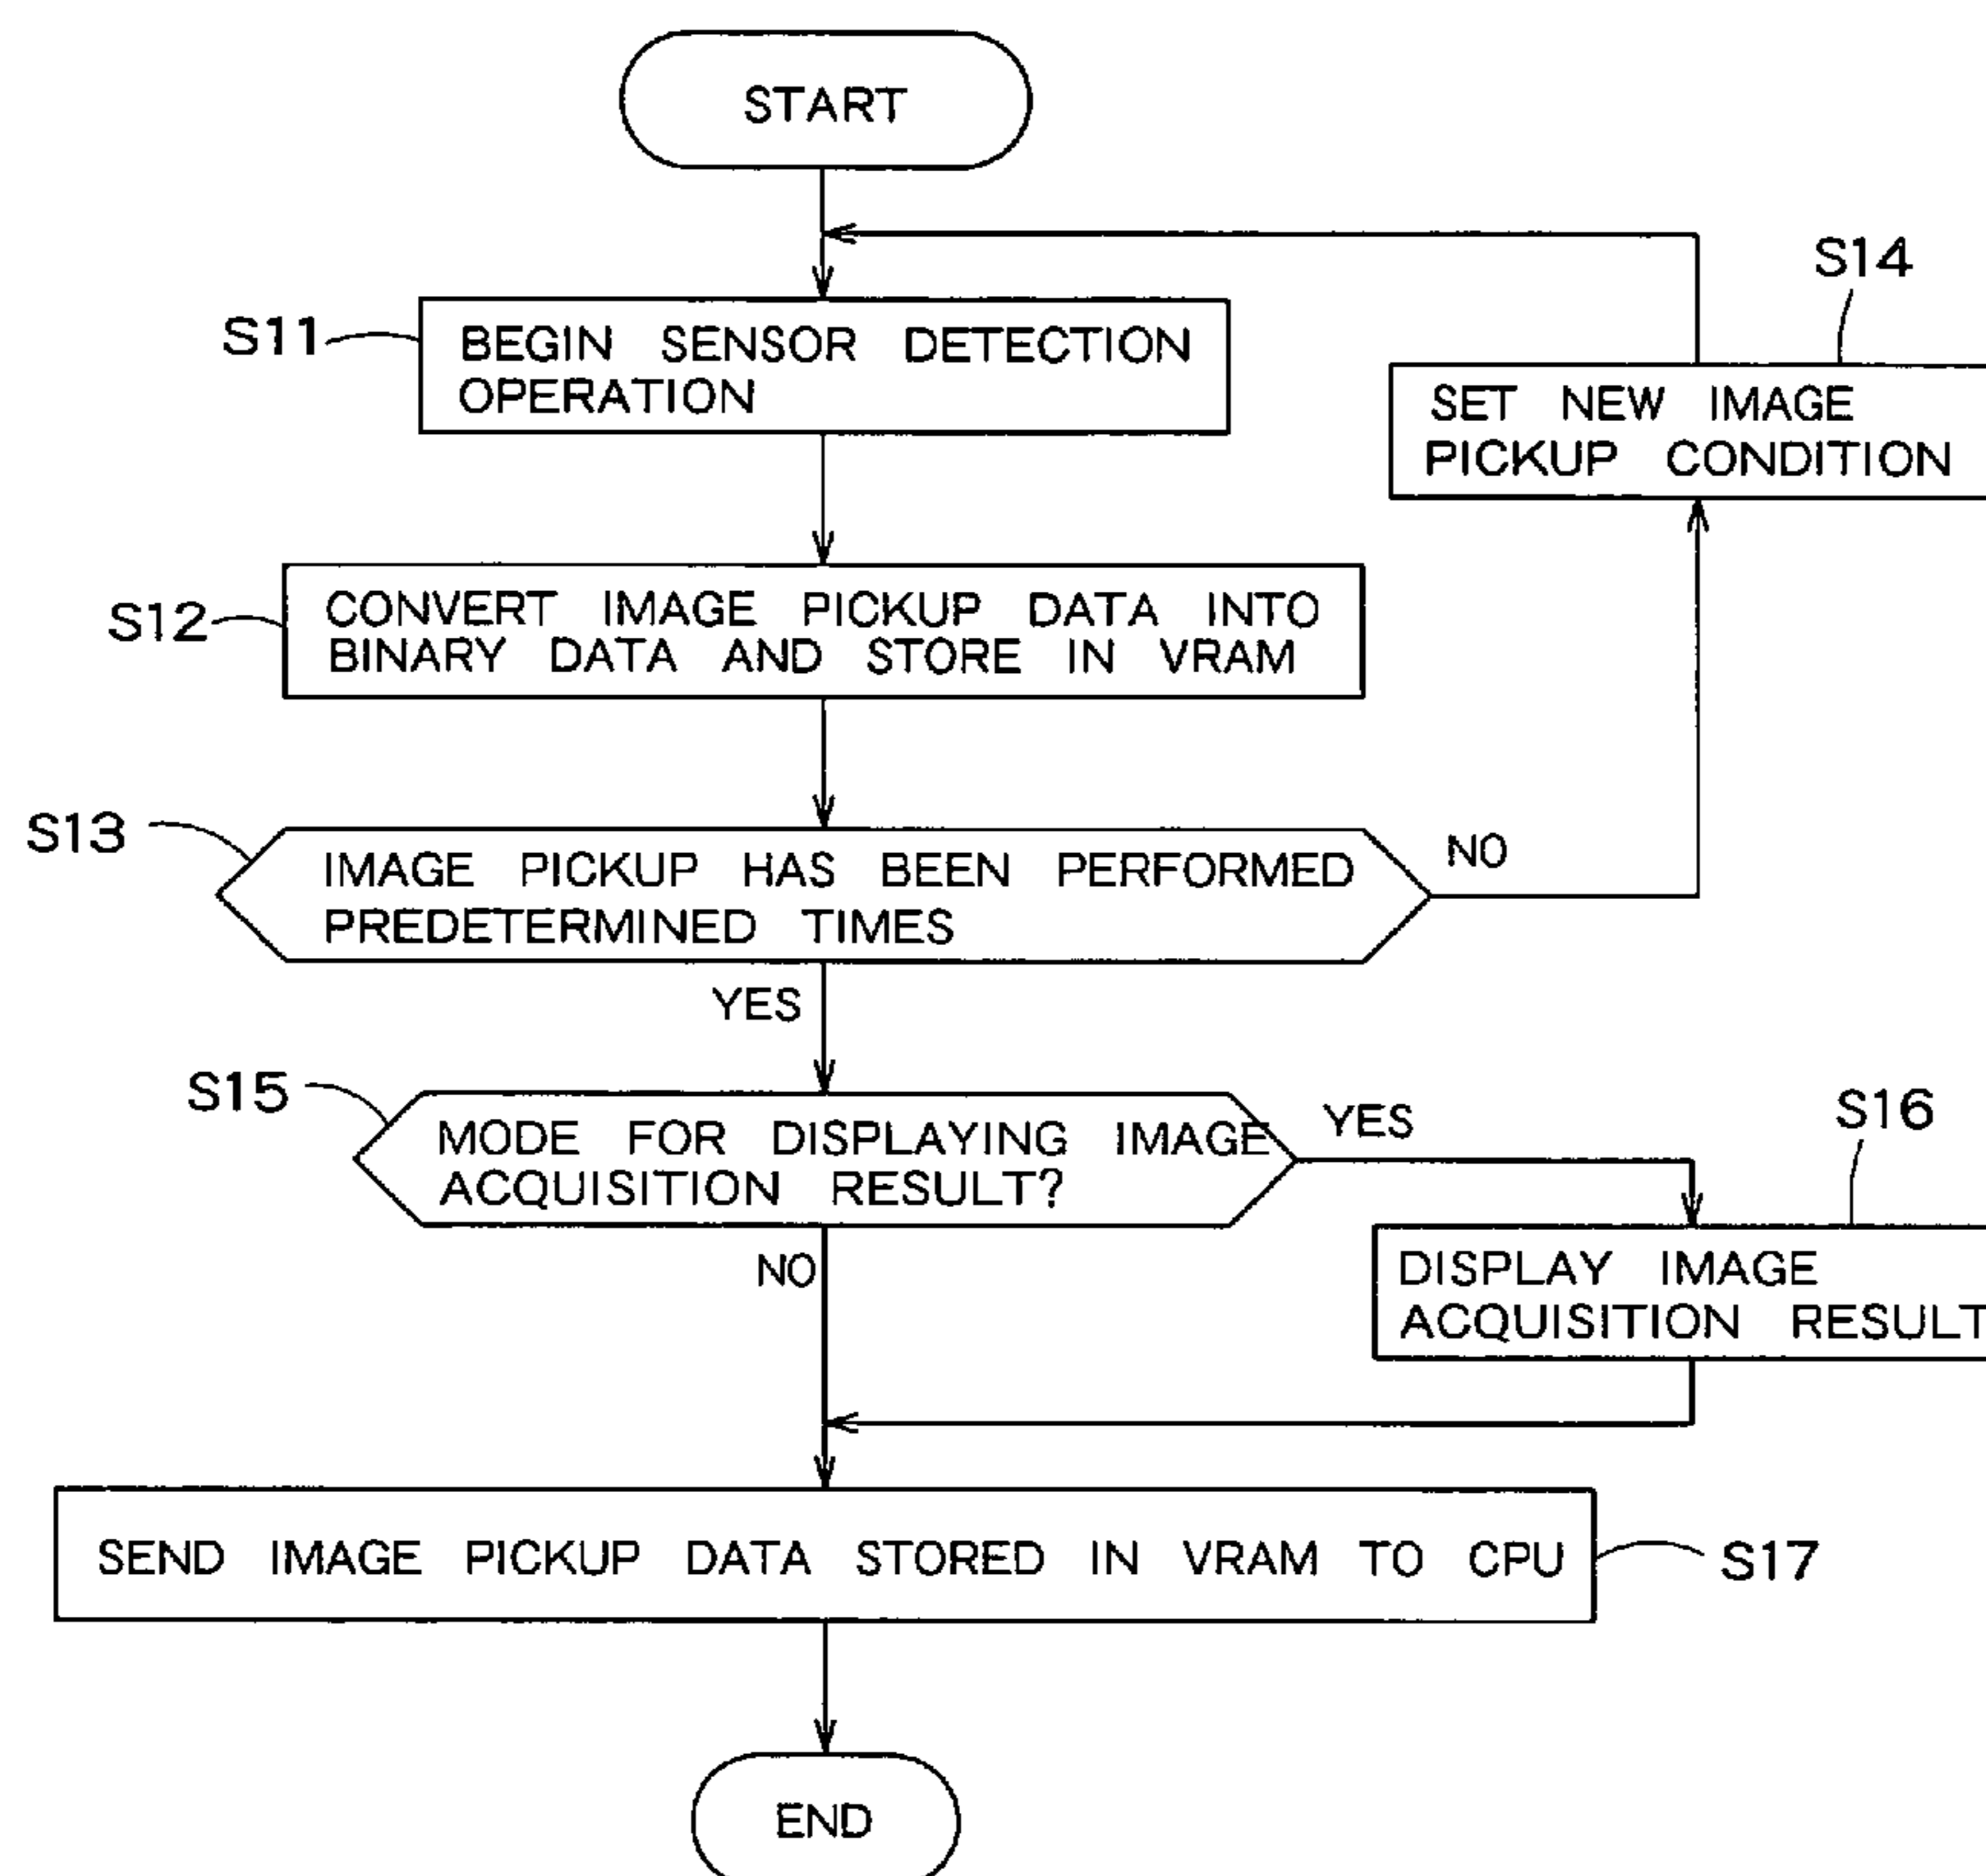 START
S14
S11
BEGIN SENSOR DETECTION
OPERATION
SET NEW IMAGE
PICKUP CONDITION
S12
CONVERT IMAGE PICKUP DATA INTO
BINARY DATA AND STORE IN VRAM
S13
IMAGE PICKUP HAS BEEN PERFORMED
PREDETERMINED TIMES
NO
YES
S15
MODE FOR DISPLAYING IMAGE
ACQUISITION RESULT?
YES
S16
NO
DISPLAY IMAGE
ACQUISITION RESULT
SEND IMAGE PICKUP DATA STORED IN VRAM TO CPU
S17
END